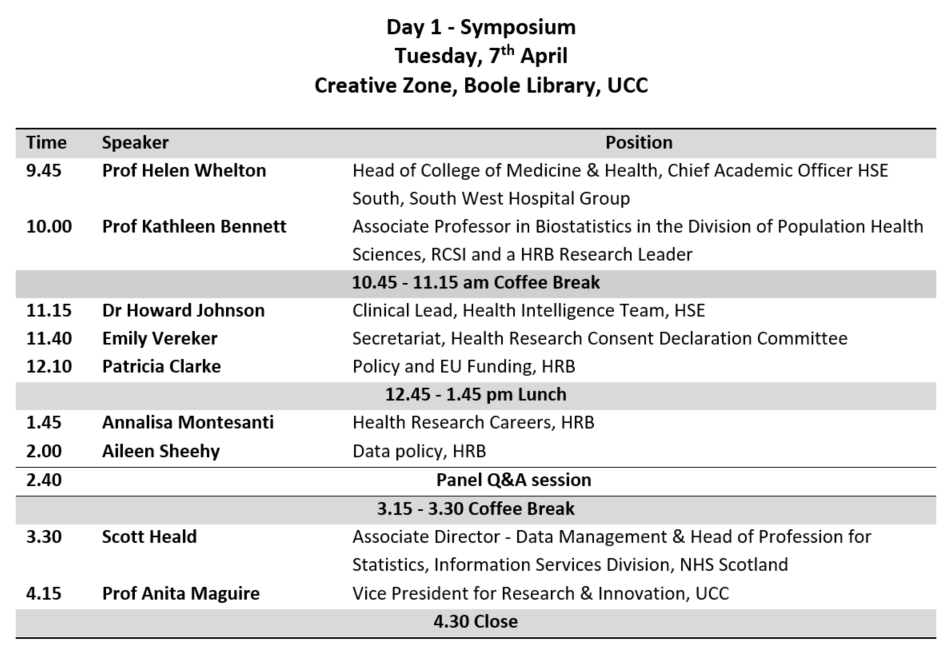 Day 1 - Symposium
Tuesday, 7th April
Creative Zone, Boole Library, UCC
Time Speaker Position
9.45 Prof Helen Whelton Head of College of Medicine & Health, Chief Academic Officer HSE
South, South West Hospital Group
10.00 Prof Kathleen Bennett Associate Professor in Biostatistics in the Division of Population Health
Sciences, RCSI and a HRB Research Leader
10.45 - 11.15 am Coffee Break
11.15 Dr Howard Johnson Clinical Lead, Health Intelligence Team, HSE
11.40 Emily Vereker Secretariat, Health Research Consent Declaration Committee
12.10 Patricia Clarke Policy and EU Funding, HRB
12.45 - 1.45 pm Lunch
1.45 Annalisa Montesanti Health Research Careers, HRB
2.00 Aileen Sheehy Data policy, HRB
2.40 Panel Q&A session
3.15 - 3.30 Coffee Break
3.30 Scott Heald Associate Director - Data Management & Head of Profession for
Statistics, Information Services Division, NHS Scotland
4.15 Prof Anita Maguire Vice President for Research & Innovation, UCC
4.30 Close